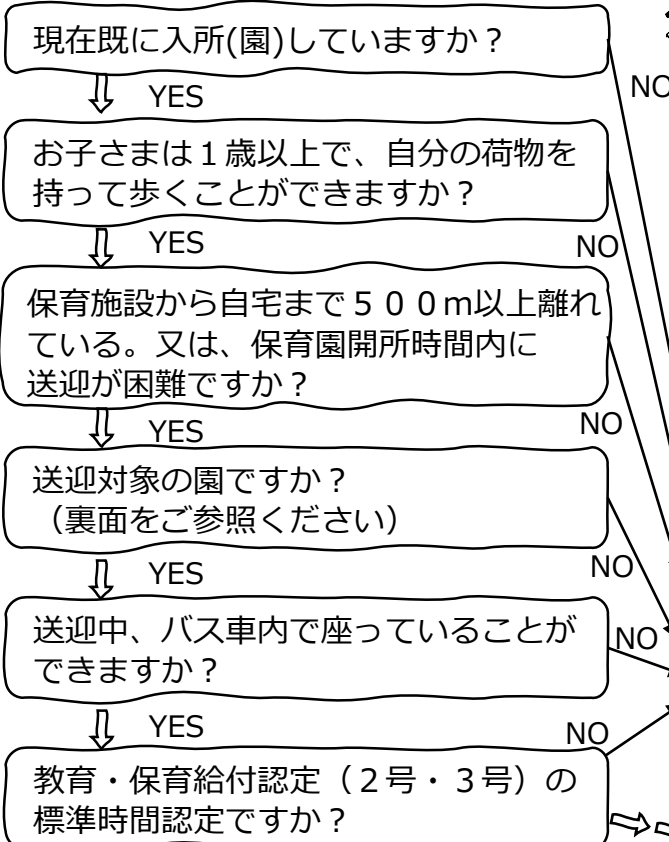 現在既に入所(園)していますか？
NO
YES
お子さまは１歳以上で、自分の荷物を
持って歩くことができますか？
YES
NO
保育施設から自宅まで５００m以上離れ
ている。又は、保育園開所時間内に
送迎が困難ですか？
NO
YES
送迎対象の園ですか？
（裏面をご参照ください）
NO
YES
送迎中、バス車内で座っていることが
できますか？
NO
YES
NO
教育・保育給付認定（２号・３号）の
標準時間認定ですか？